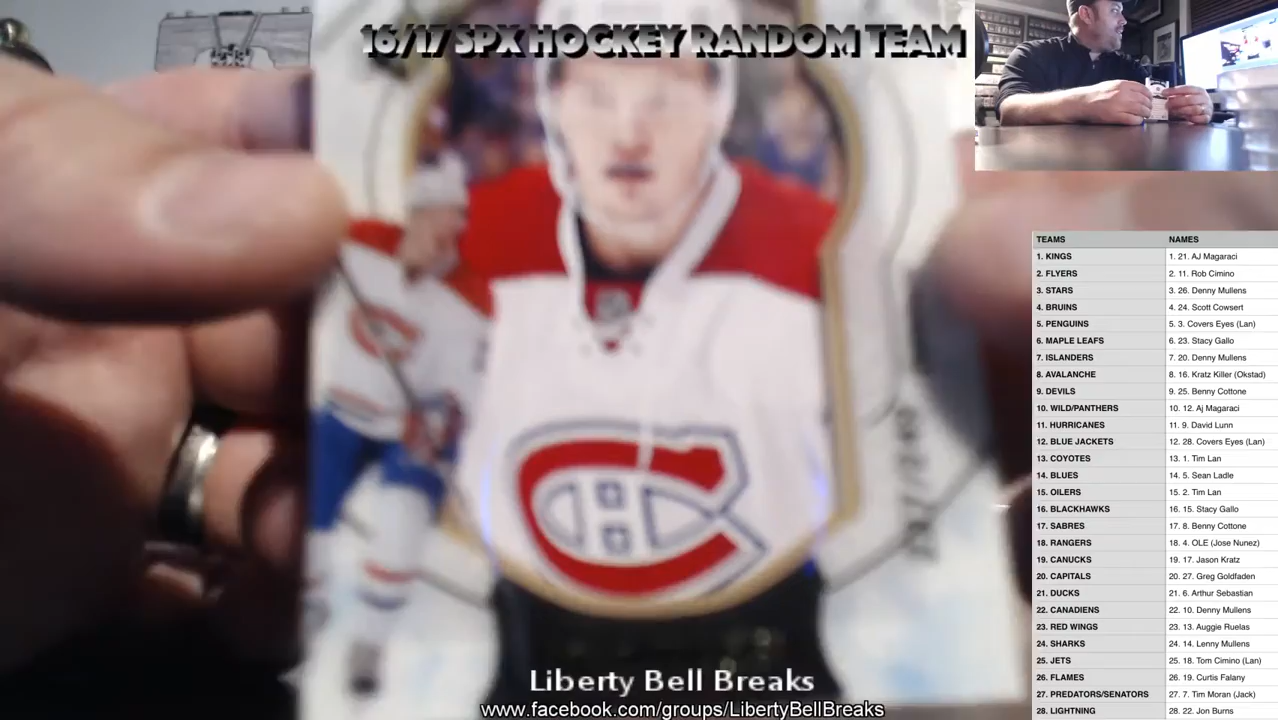 16/17 SPX HOCKEY RANDOM TEAM
TEAMS NAMES
1. KINGS 1. 21. AJ Magaraci
2. FLYERS 2. 11. Rob Cimino
3. STARS 3. 26. Denny Mullens
4. BRUINS 4. 24. Scott Cowsert
5. PENGUINS 5. 3. Covers Eyes (Lan)
6. MAPLE LEAFS 6. 23. Stacy Gallo
7. ISLANDERS 7. 20. Denny Mullens
8. AVALANCHE 8. 16. Kratz Killer (Okstad)
9. DEVILS 9. 25. Benny Cottone
10. WILD/PANTHERS 10. 12. Aj Magaraci
11. HURRICANES 11. 9. David Lunn
12. BLUE JACKETS 12. 28. Covers Eyes (Lan)
13. COYOTES 13. 1. Tim Lan
14. BLUES 14. 5. Sean Ladle
15. OILERS 15. 2. Tim Lan
16. BLACKHAWKS 16. 15. Stacy Gallo
17. SABRES 17. 8. Benny Cottone
18. RANGERS 18. 4. OLE (Jose Nunez)
19. CANUCKS 19. 17. Jason Kratz
20. CAPITALS 20. 27. Greg Goldfaden
21. DUCKS 21. 6. Arthur Sebastian
22. CANADIENS 22. 10. Denny Mullens
23. RED WINGS 23. 13. Auggie Ruelas
24. SHARKS 24. 14. Lenny Mullens
25. JETS 25. 18. Tom Cimino (Lan)
26. FLAMES 26. 19. Curtis Falany
27. PREDATORS/SENATORS 27. 7. Tim Moran (Jack)
28. LIGHTNING 28. 22. Jon Burns
Liberty Bell Breaks
www.facebook.com/groups/LibertyBellBreaks